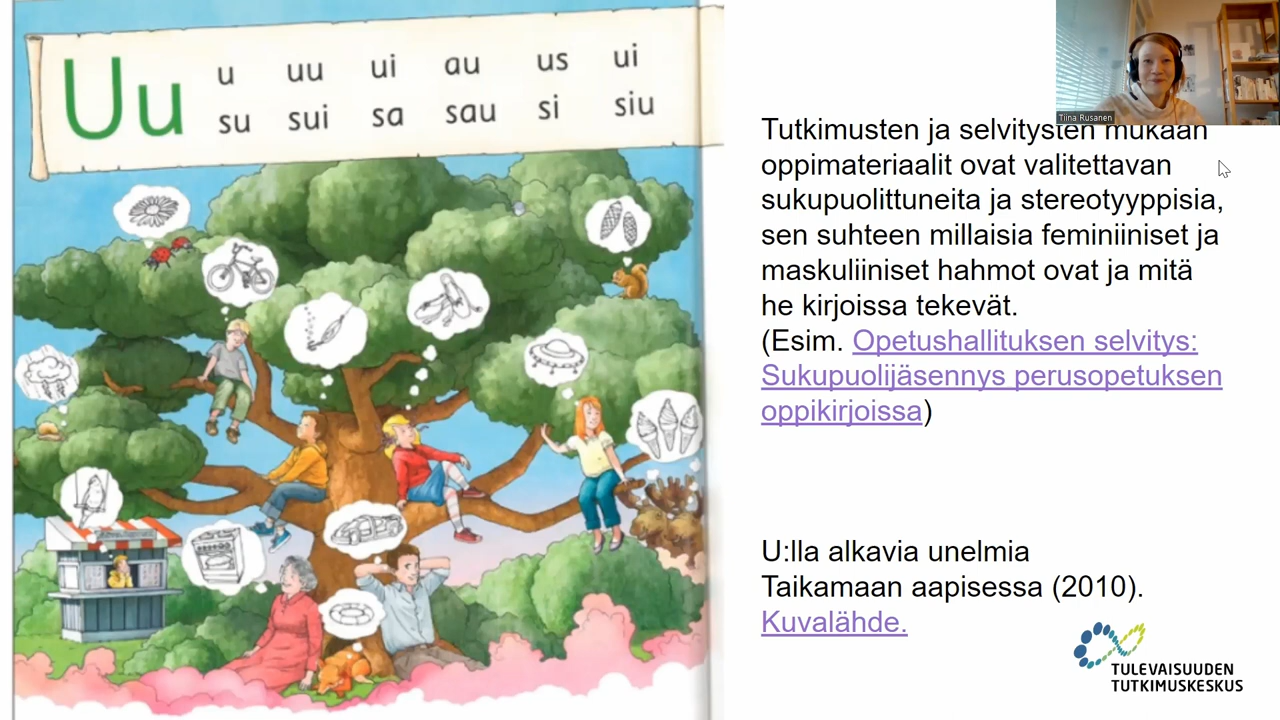 Uu
u uu ui au us ui
su sui sa sau si siu
Tiina Rusanen
Tutkimusten ja selvitysten mukaan
oppimateriaalit ovat valitettavan
sukupuolittuneita ja stereotyyppisia,
sen suhteen millaisia feminiiniset ja
maskuliiniset hahmot ovat ja mitä
he kirjoissa tekevät.
(Esim. Opetushallituksen selvitys:
Sukupuolijäsennys perusopetuksen
oppikirjoissa)
U:lla alkavia unelmia
Taikamaan aapisessa (2010).
Kuvalähde.
TULEVAISUUDEN
TUTKIMUSKESKUS